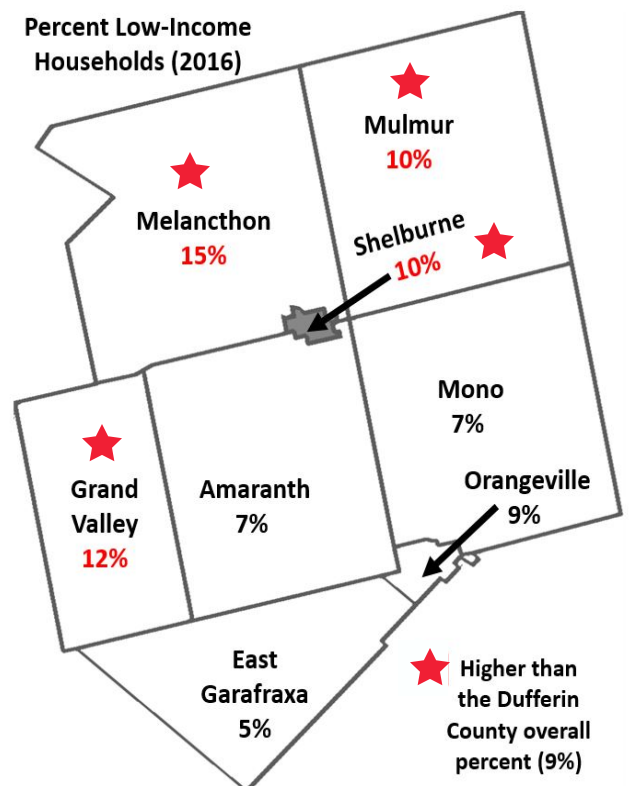 Percent Low-Income
Households (2016)
Mulmur
10%
Melancthon
15%
Shelburne
10%
Mono
7%
Orangeville
9%
Grand
Valley
12%
Amaranth
7%
East
Garafraxa
5%
Higher than
the Dufferin
County overall
percent (9%)